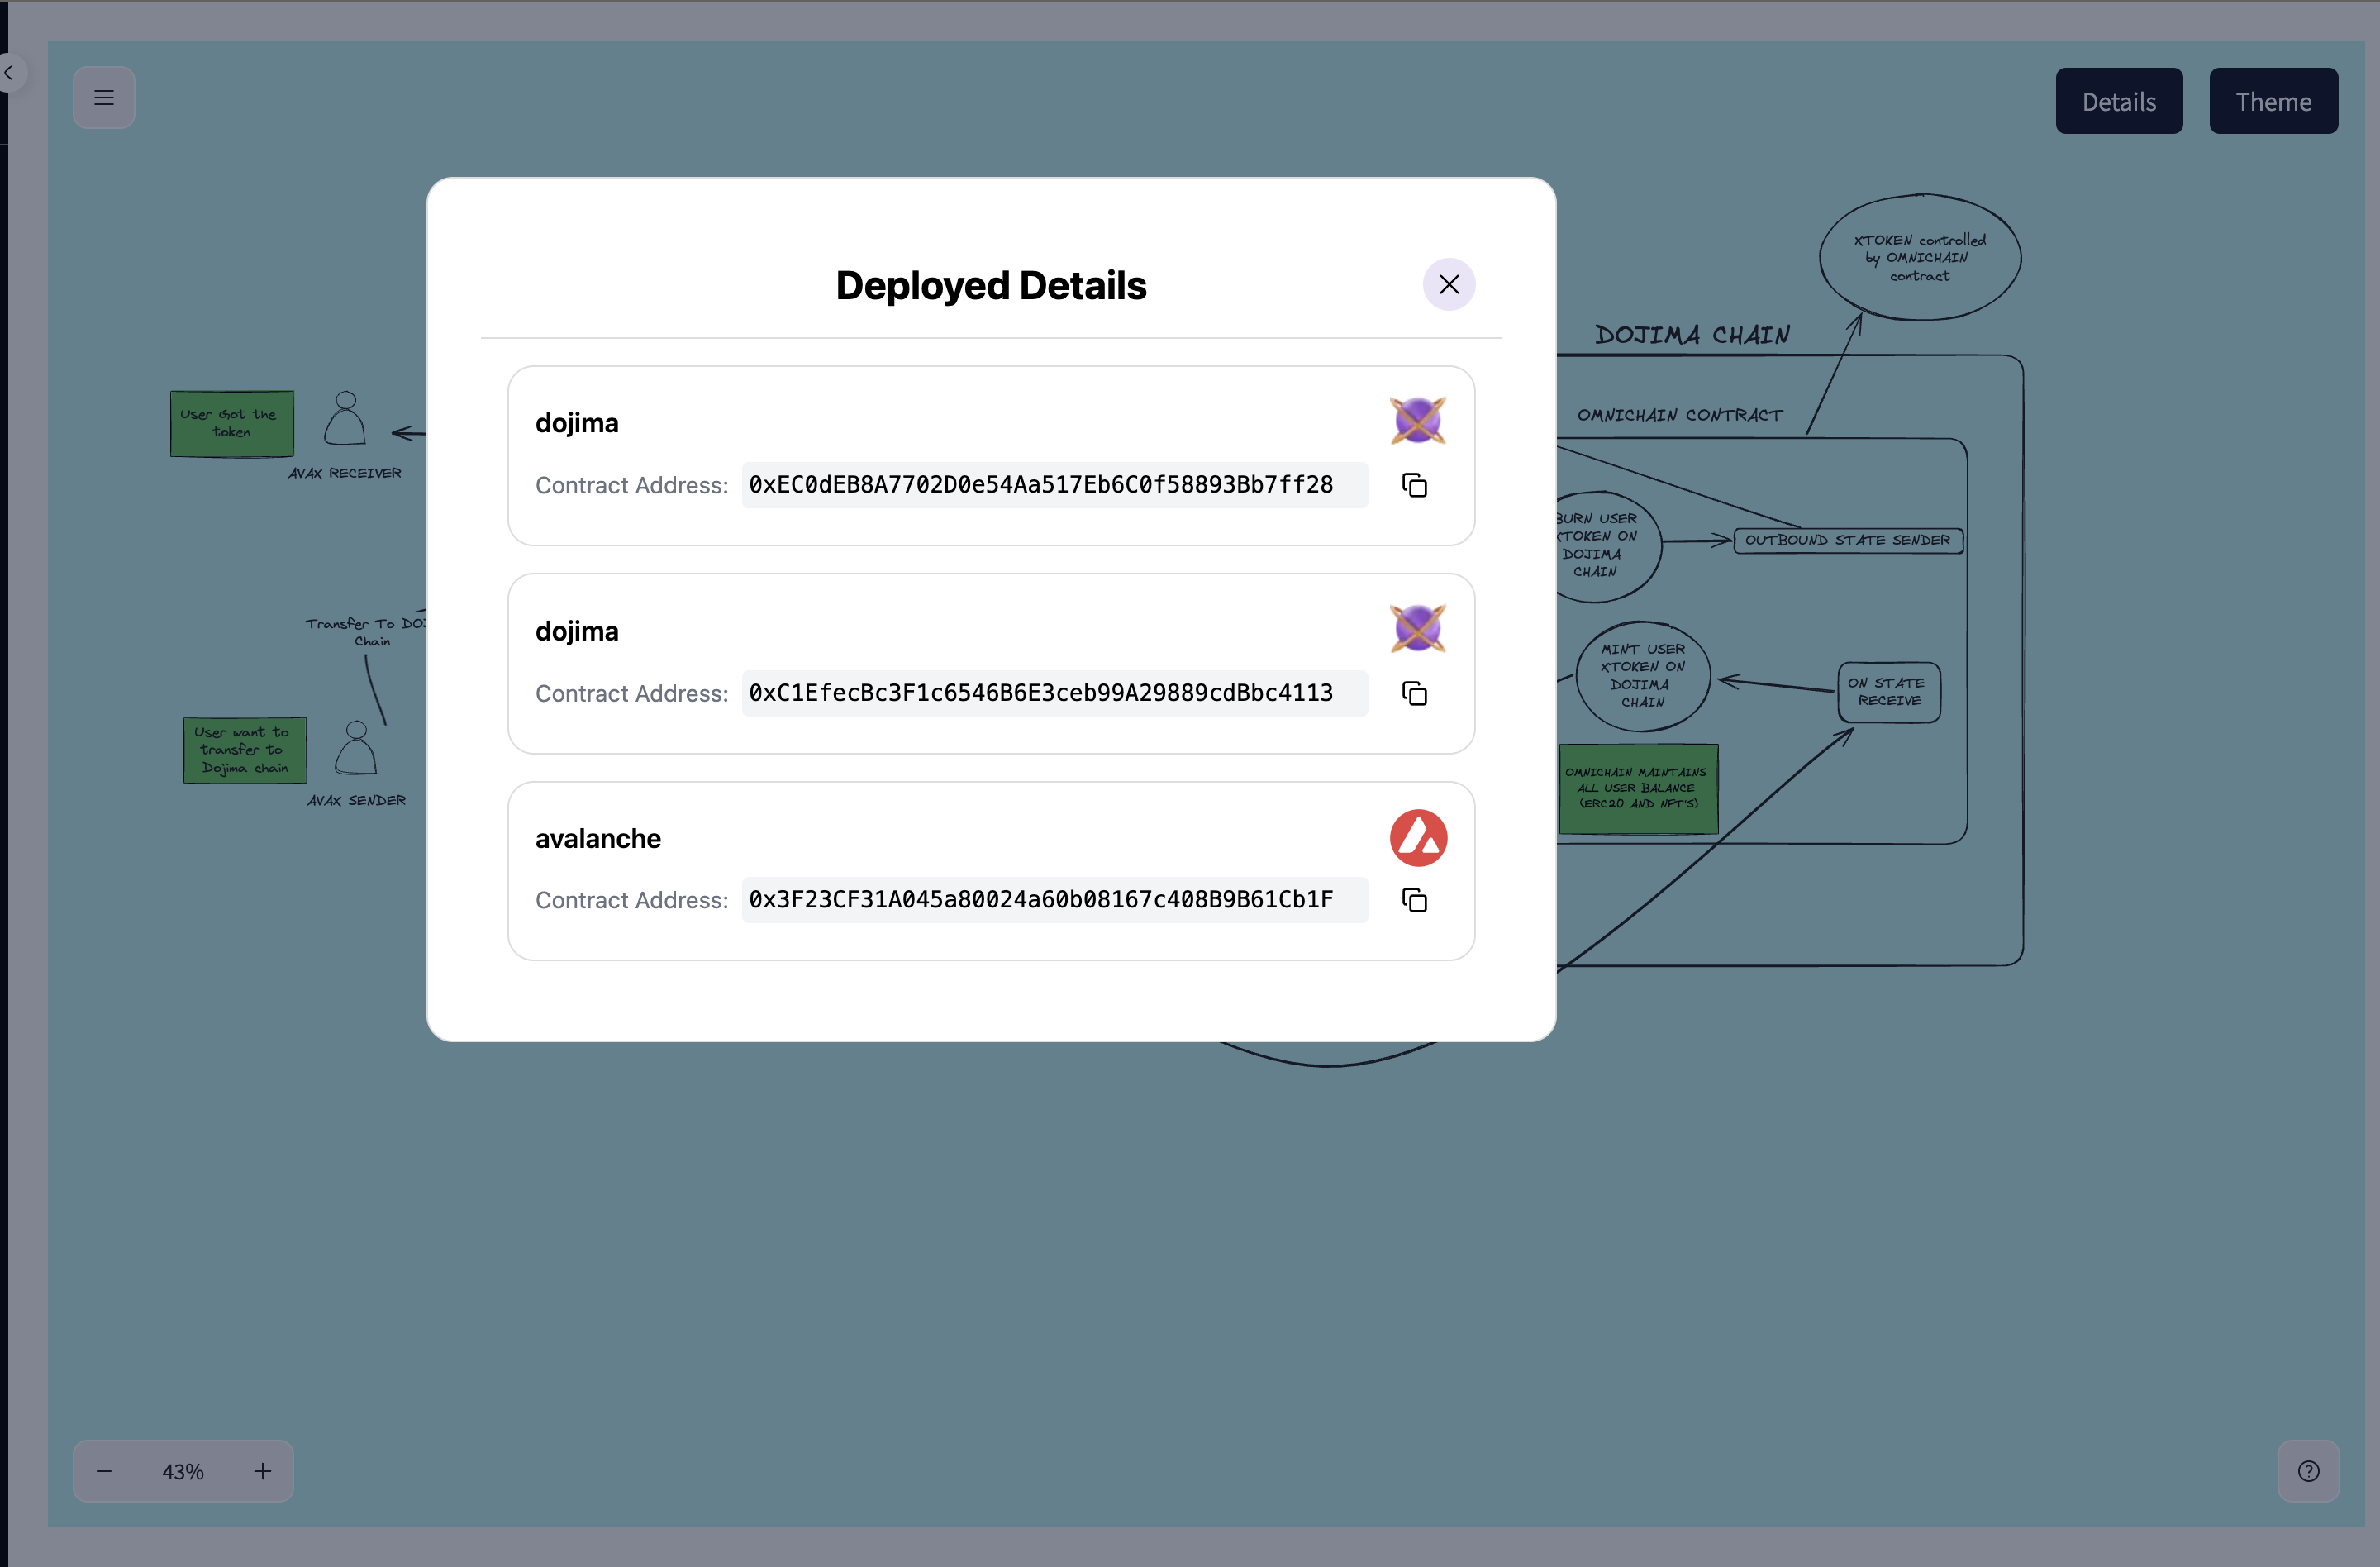 Details
Theme
XTOKEN controlled
by OMNICHAIN
contract
DOJIMA CHAIN
OMNICHAIN CONTRACT
Deployed Details
dojima
Contract Address: 0xEC0dEB8A7702D0e54Aa517Eb6C0f58893Bb7ff28
dojima
Contract Address: 0xC1EfecBc3F1c6546B6E3ceb99A29889cdBbc4113
avalanche
Contract Address: 0x3F23CF31A045a80024a60b08167c408B9B61Cb1F
User Got the
token
AVAX RECEIVER
Transfer To
Chain
User want to
transfer to
Dojima chain
AVAX SENDER
BURN USER
XTOKEN ON
DOJIMA
CHAIN
OUTBOUND STATE SENDER
MINT USER
XTOKEN ON
DOJIMA
CHAIN
ON STATE
RECEIVE
OMNICHAIN MAINTAINS
ALL USER BALANCE
(ERC20 AND NFT'S)
43%